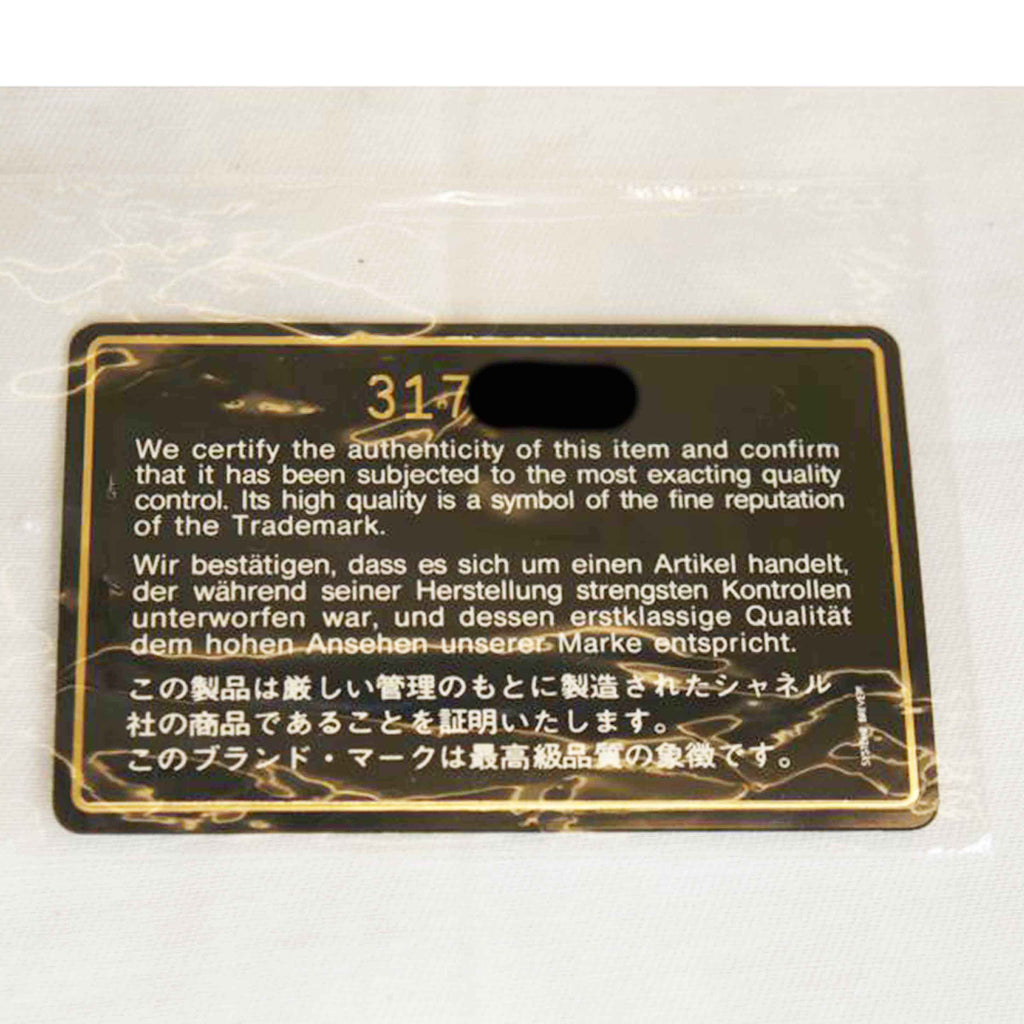 317
We certify the authenticity of this item and confirm
that it has been subjected to the most exacting quality
control. Its high quality is a symbol of the fine reputation
of the Trademark.
Wir bestätigen, dass es sich um einen Artikel handelt,
der während seiner Herstellung strengsten Kontrollen
unterworfen war, und dessen erstklassige Qualität
dem hohen Ansehen unserer Marke entspricht.
この製品は厳しい管理のもとに製造されたシャネル
社の商品であることを証明いたします。
このブランド・マークは最高級品質の象徴です。